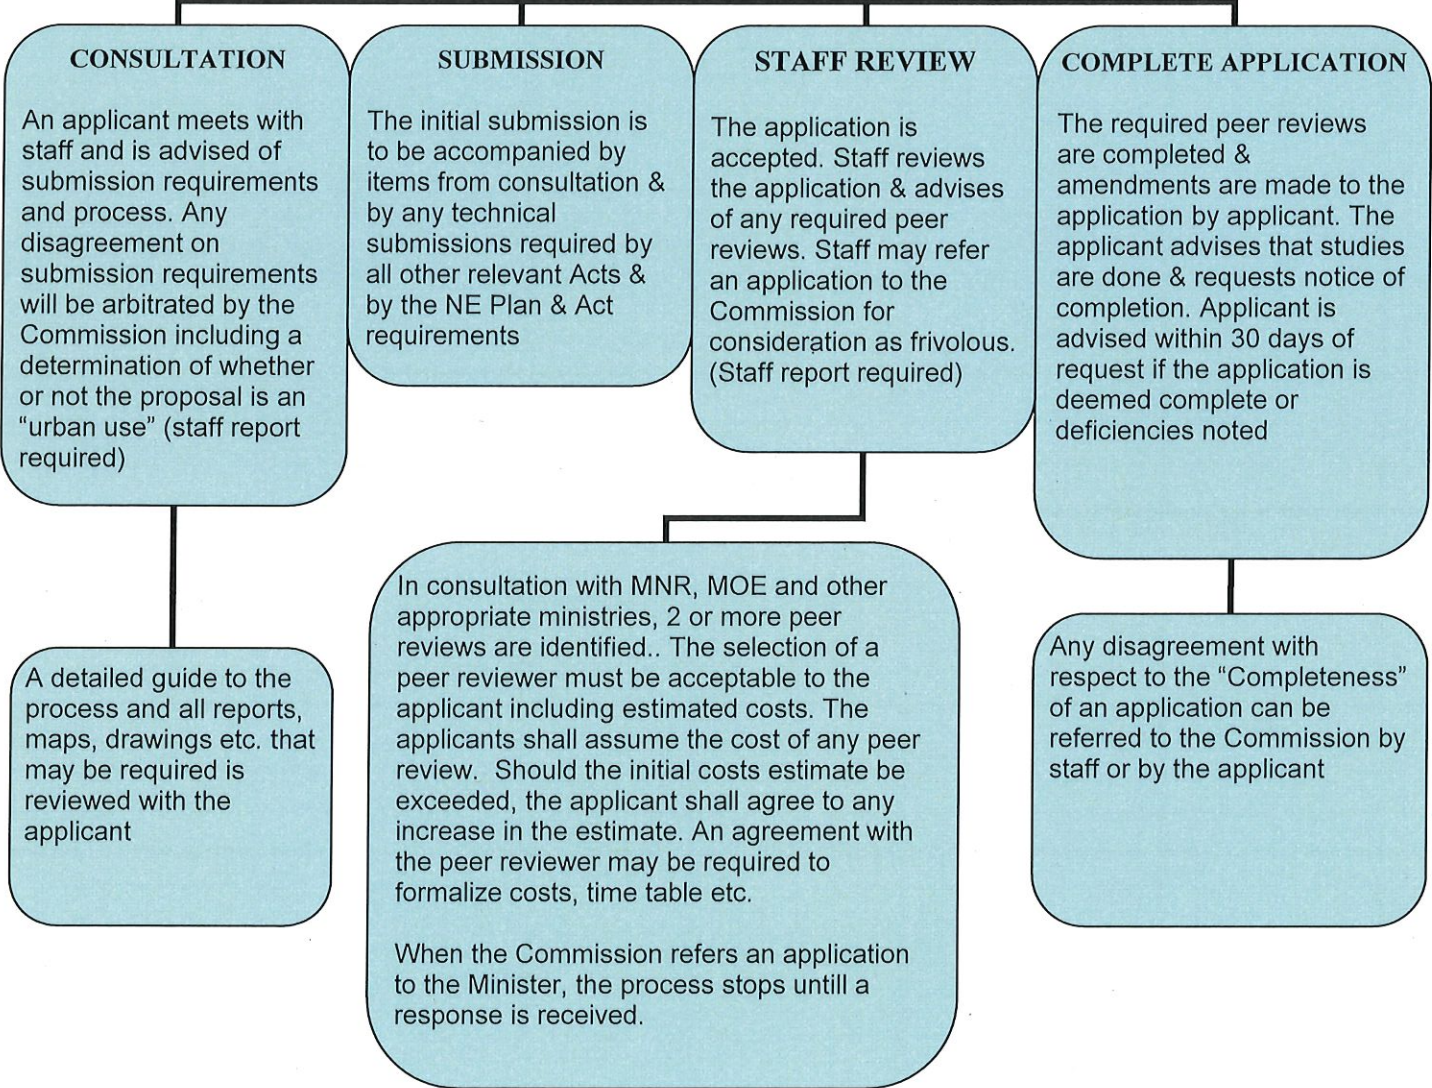 CONSULTATION
An applicant meets with
staff and is advised of
submission requirements
and process. Any
disagreement on
submission requirements
will be arbitrated by the
Commission including a
determination of whether
or not the proposal is an
“urban use” (staff report
required)
SUBMISSION
The initial submission is
to be accompanied by
items from consultation &
by any technical
submissions required by
all other relevant Acts &
by the NE Plan & Act
requirements
STAFF REVIEW
The application is
accepted. Staff reviews
the application & advises
of any required peer
reviews. Staff may refer
an application to the
Commission for
consideration as frivolous.
(Staff report required)
COMPLETE APPLICATION
The required peer reviews
are completed &
amendments are made to the
application by applicant. The
applicant advises that studies
are done & requests notice of
completion. Applicant is
advised within 30 days of
request if the application is
deemed complete or
deficiencies noted
A detailed guide to the
process and all reports,
maps, drawings etc. that
may be required is
reviewed with the
applicant
In consultation with MNR, MOE and other
appropriate ministries, 2 or more peer
reviews are identified.. The selection of a
peer reviewer must be acceptable to the
applicant including estimated costs. The
applicants shall assume the cost of any peer
review.  Should the initial costs estimate be
exceeded, the applicant shall agree to any
increase in the estimate. An agreement with
the peer reviewer may be required to
formalize costs, time table etc.
When the Commission refers an application
to the Minister, the process stops untill a
response is received.
Any disagreement with
respect to the “Completeness”
of an application can be
referred to the Commission by
staff or by the applicant